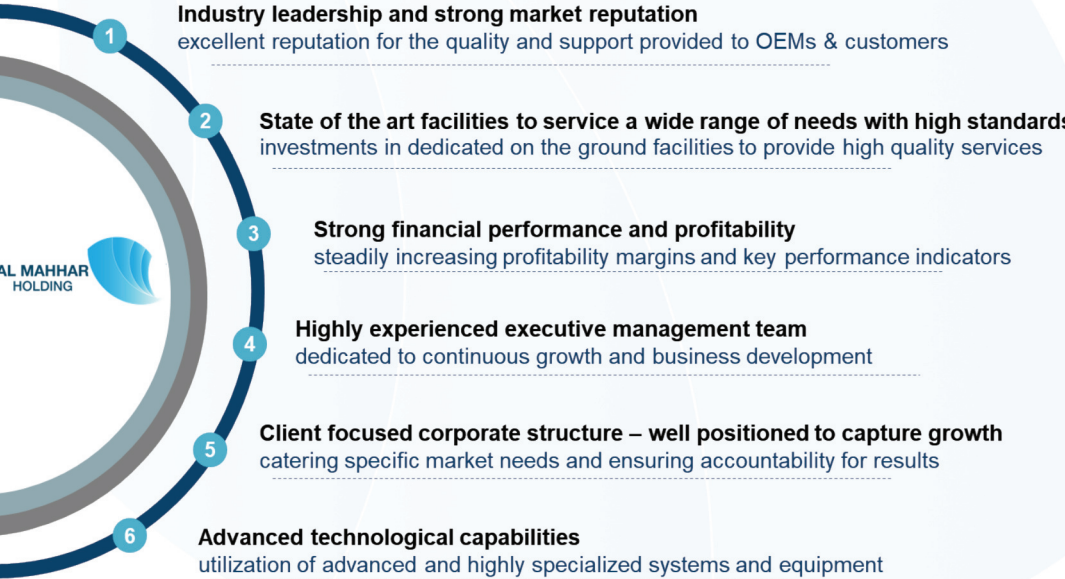 1
Industry leadership and strong market reputation
excellent reputation for the quality and support provided to OEMs & customers
2
State of the art facilities to service a wide range of needs with high standards
investments in dedicated on the ground facilities to provide high quality services
3
Strong financial performance and profitability
steadily increasing profitability margins and key performance indicators
AL MAHHAR
HOLDING
4
Highly experienced executive management team
dedicated to continuous growth and business development
5
Client focused corporate structure – well positioned to capture growth
catering specific market needs and ensuring accountability for results
6
Advanced technological capabilities
utilization of advanced and highly specialized systems and equipment